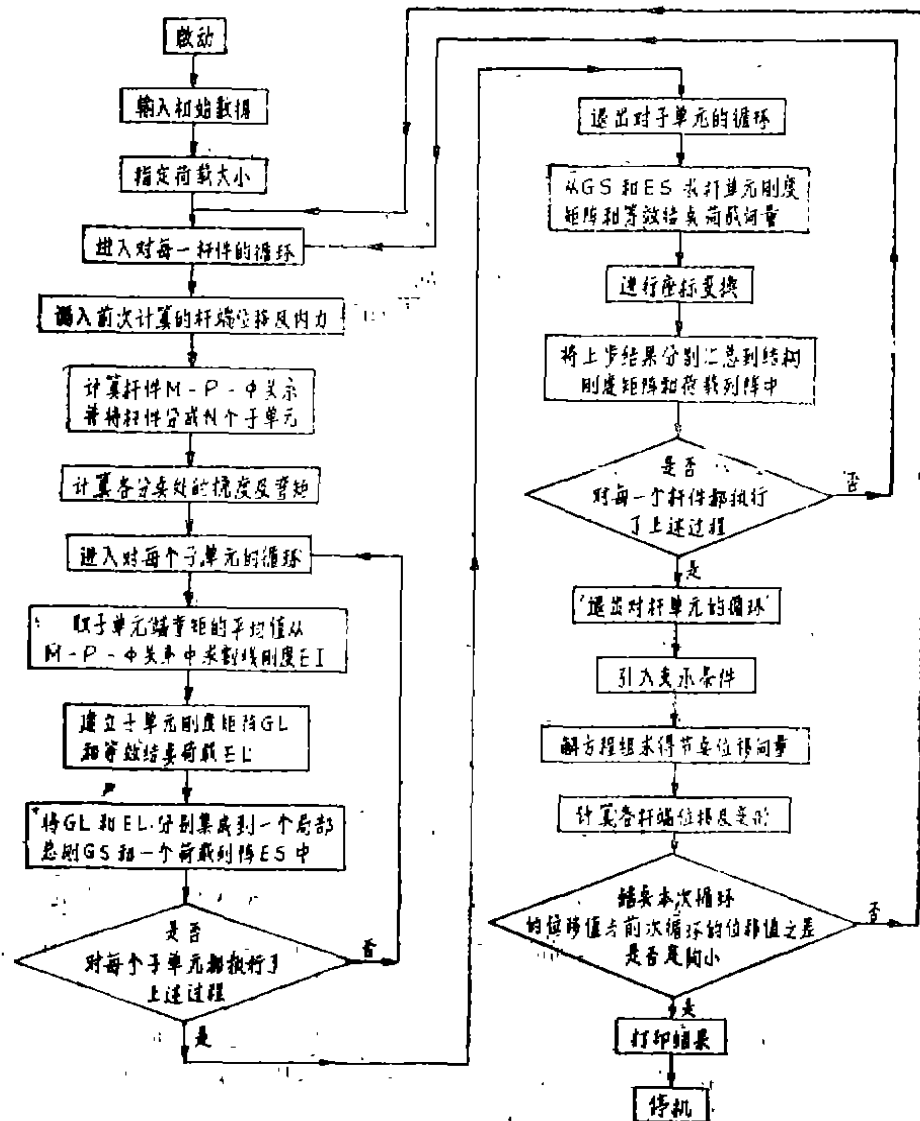 啟动
输入初始数据
指定荷载大小
进入对每一杆件的循环
调入前次计算的杆端位移及内力
计算杆件M-P-Φ关系
并将杆件分成N个子单元
计算各分点处的挠度及弯矩
进入对每个子单元的循环
取子单元端弯矩的平均值从
M-P-Φ关系中求割线刚度EI
建立子单元刚度矩阵GL
和等效结点荷载EL
将GL和EL分别集成到一个局部
总刚GS和一个荷载列阵ES中
是否
对每个子单元都执行了
上述过程
否
是
退出对子单元的循环
从GS和ES求杆单元刚度
矩阵和等效结点荷载向量
进行座标变换
将上步结果分别汇总到结构
刚度矩阵和荷载列阵中
是否
对每一个杆件都执行
了上述过程
否
是
退出对杆单元的循环
引入支承条件
解方程组求得节点位移向量
计算各杆端位移及
结点本次循环
的位移值与前次循环的位移值之差
是否足够小
否
是
打印结果
停机